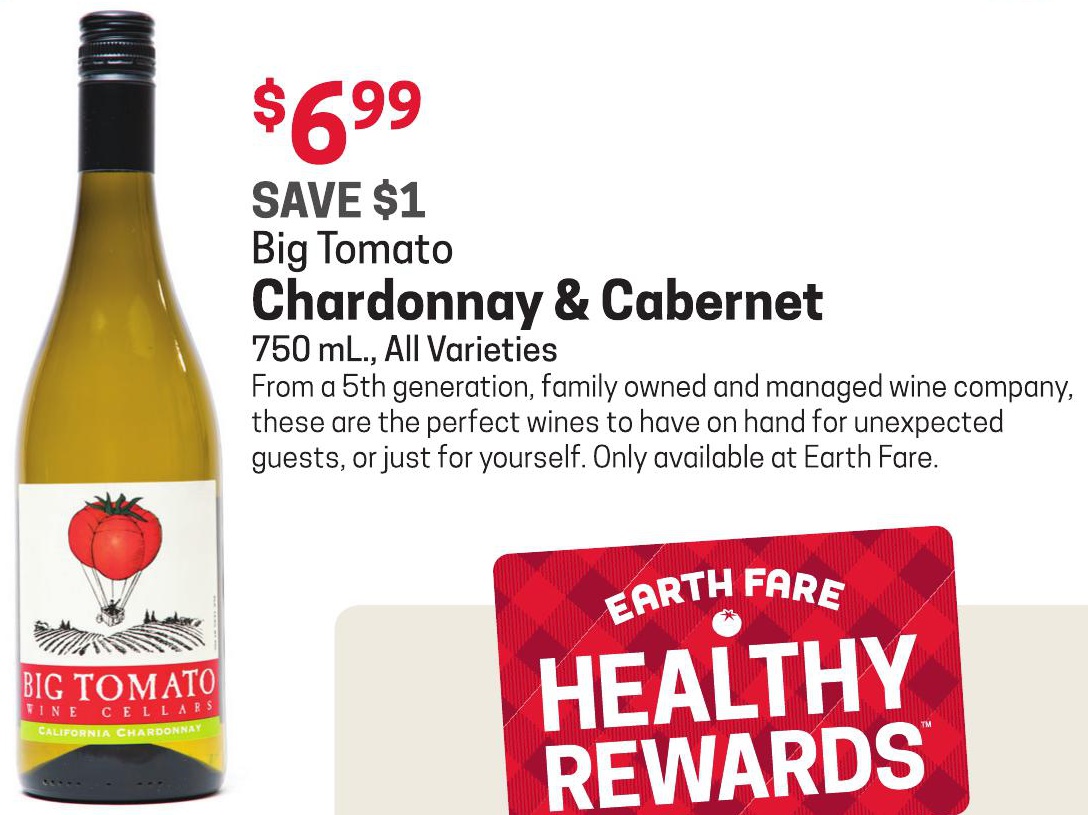 $6.99
SAVE $1
Big Tomato
Chardonnay & Cabernet
750 mL., All Varieties
From a 5th generation, family owned and managed wine company,
these are the perfect wines to have on hand for unexpected
guests, or just for yourself. Only available at Earth Fare.
BIG TOMATO
WINE CELLARS
CALIFORNIA CHARDONNAY
EARTH FARE
HEALTHY
REWARDS™